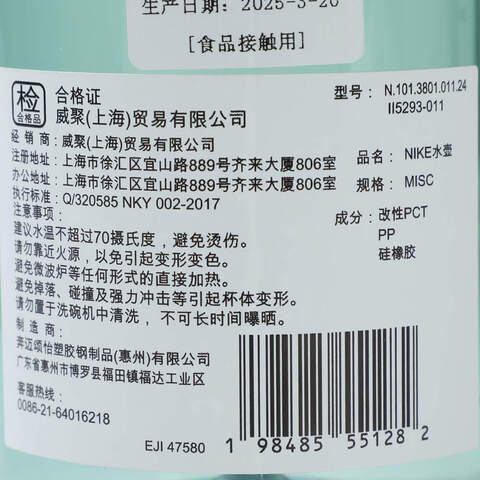 生产日期: 2025-3-20
[食品接触用]
检
合格品
合格证
威聚(上海)贸易有限公司
经销商: 威聚(上海)贸易有限公司
注册地址: 上海市徐汇区宜山路889号齐来大厦806室
办公地址: 上海市徐汇区宜山路889号齐来大厦806室
执行标准: Q/320585 NKY 002-2017
注意事项:
建议水温不超过70摄氏度，避免烫伤。
请勿靠近火源，以免引起变形变色。
避免微波炉等任何形式的直接加热。
避免掉落、碰撞及强力冲击等引起杯体变形。
请勿置于洗碗机中清洗，不可长时间曝晒。
制造商:
奔迈颂怡塑胶钢制品(惠州)有限公司
广东省惠州市博罗县福田镇福达工业区
客服热线:
0086-21-64016218
EJI 47580
型号: N.101.3801.011.24
II5293-011
品名: NIKE水壶
规格: MISC
成分: 改性PCT
PP
硅橡胶
1 98485 55128 2